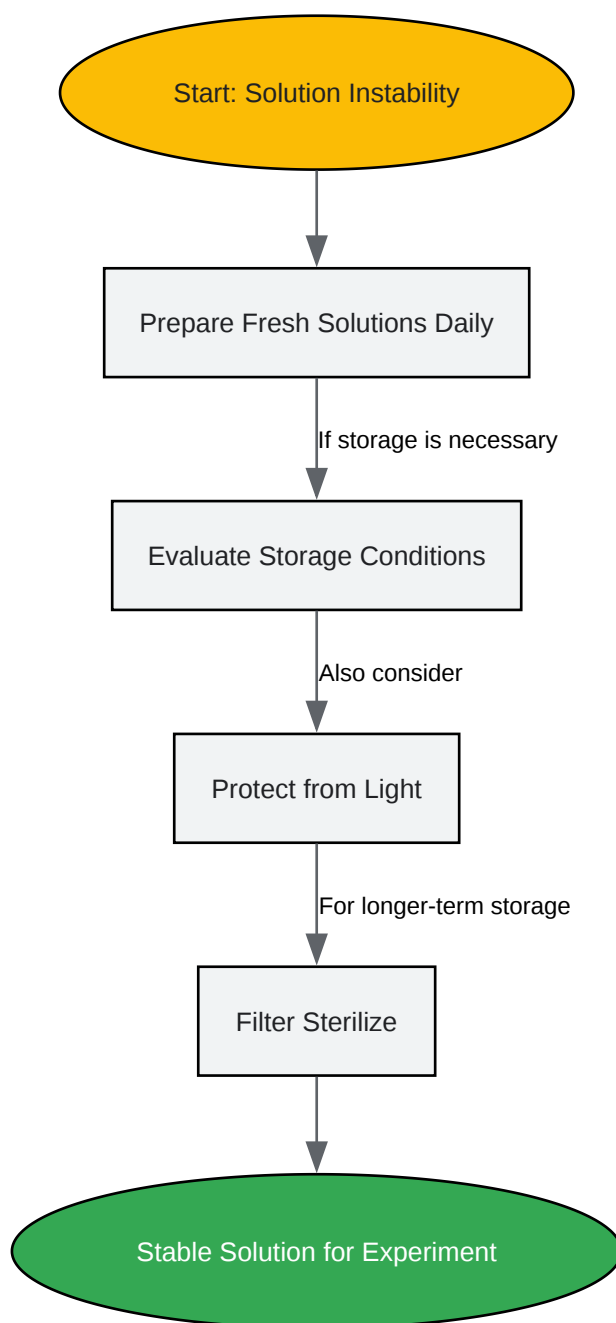 Start: Solution Instability
Prepare Fresh Solutions Daily
If storage is necessary
Evaluate Storage Conditions
Also consider
Protect from Light
For longer-term storage
Filter Sterilize
Stable Solution for Experiment